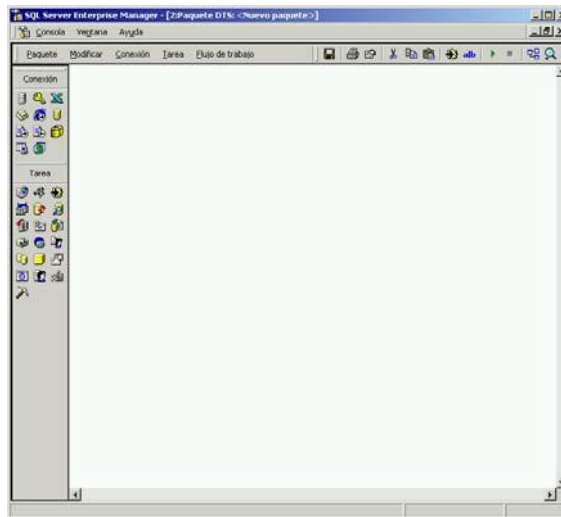 SQL Server Enterprise Manager - [2:Paquete DTS: <Nuevo paquete>]
Consola Ventana Ayuda
Paquete Modificar Conexión Tarea Flujo de trabajo
Conexión
Tarea